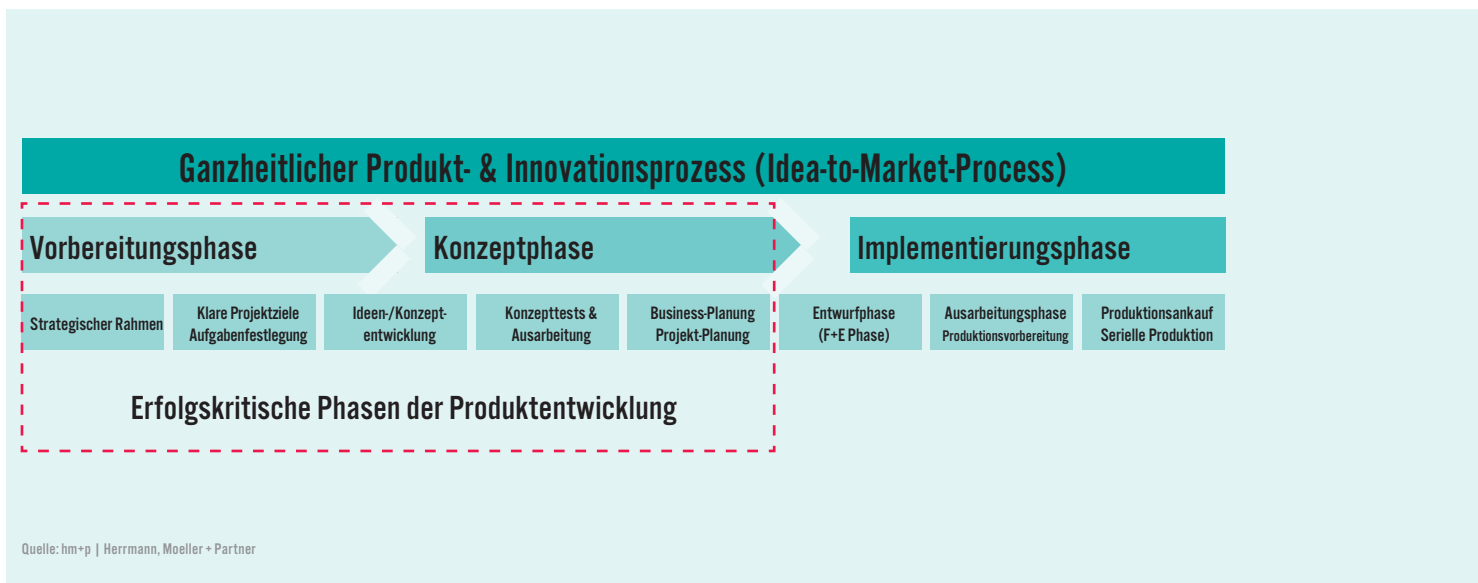 Ganzheitlicher Produkt- & Innovationsprozess (Idea-to-Market-Process)
Vorbereitungsphase
Konzeptphase
Implementierungsphase
Strategischer Rahmen
Klare Projektziele
Aufgabenfestlegung
Ideen-/Konzept-
entwicklung
Konzepttests &
Ausarbeitung
Business-Planung
Projekt-Planung
Entwurfphase
(F+E Phase)
Ausarbeitungsphase
Produktionsvorbereitung
Produktionsankauf
Serielle Produktion
Erfolgskritische Phasen der Produktentwicklung
Quelle: hm+p | Herrmann, Moeller + Partner